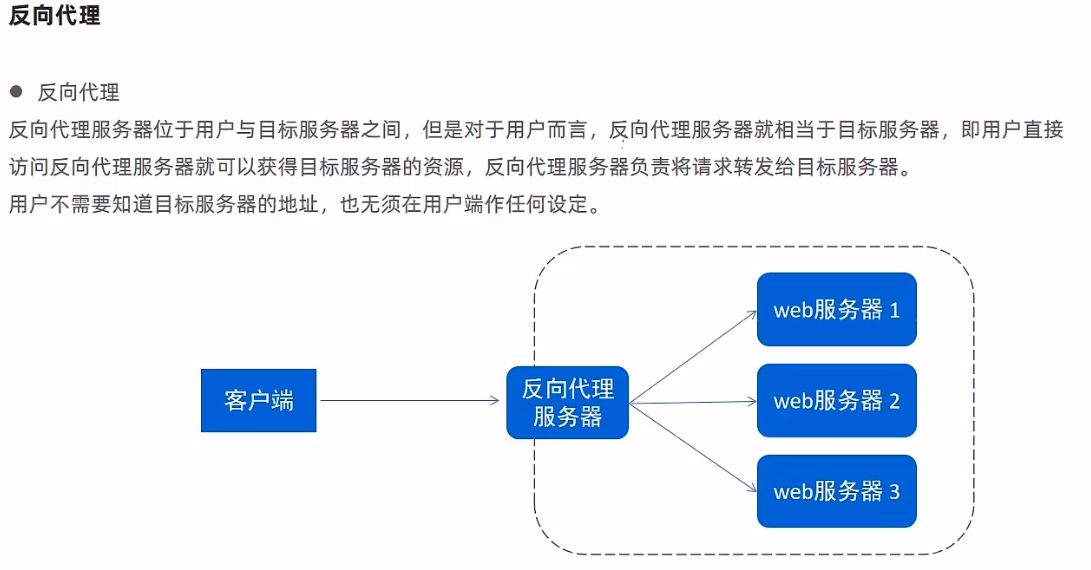 反向代理
● 反向代理
反向代理服务器位于用户与目标服务器之间，但是对于用户而言，反向代理服务器就相当于目标服务器，即用户直接
访问反向代理服务器就可以获得目标服务器的资源，反向代理服务器负责将请求转发给目标服务器。
用户不需要知道目标服务器的地址，也无须在用户端作任何设定。
web服务器 1
客户端
反向代理
服务器
web服务器 2
web服务器 3